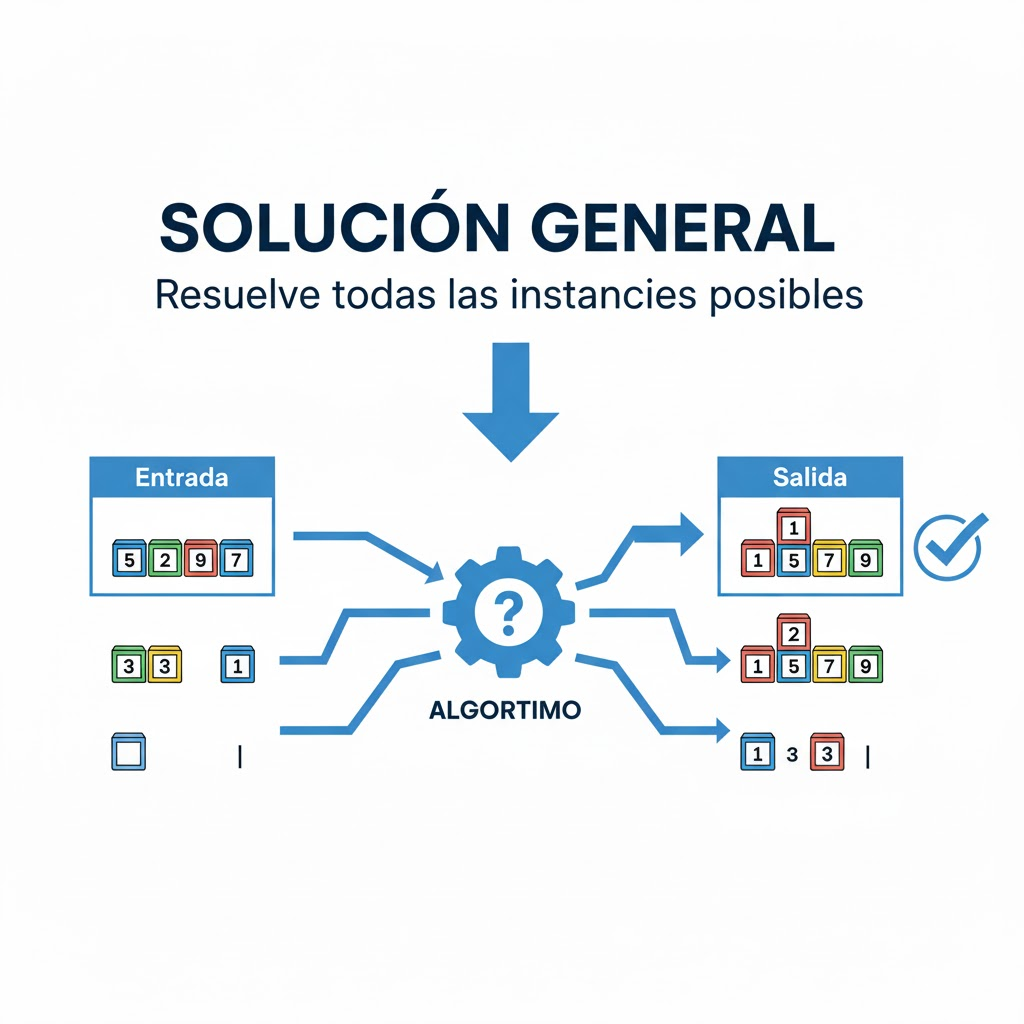 SOLUCIÓN GENERAL
Resuelve todas las instancies posibles
Entrada
5 2 9 7
3 3 1
|
?
ALGORTIMO
Salida
1
1 5 7 9
2
1 5 7 9
1 3 3 |